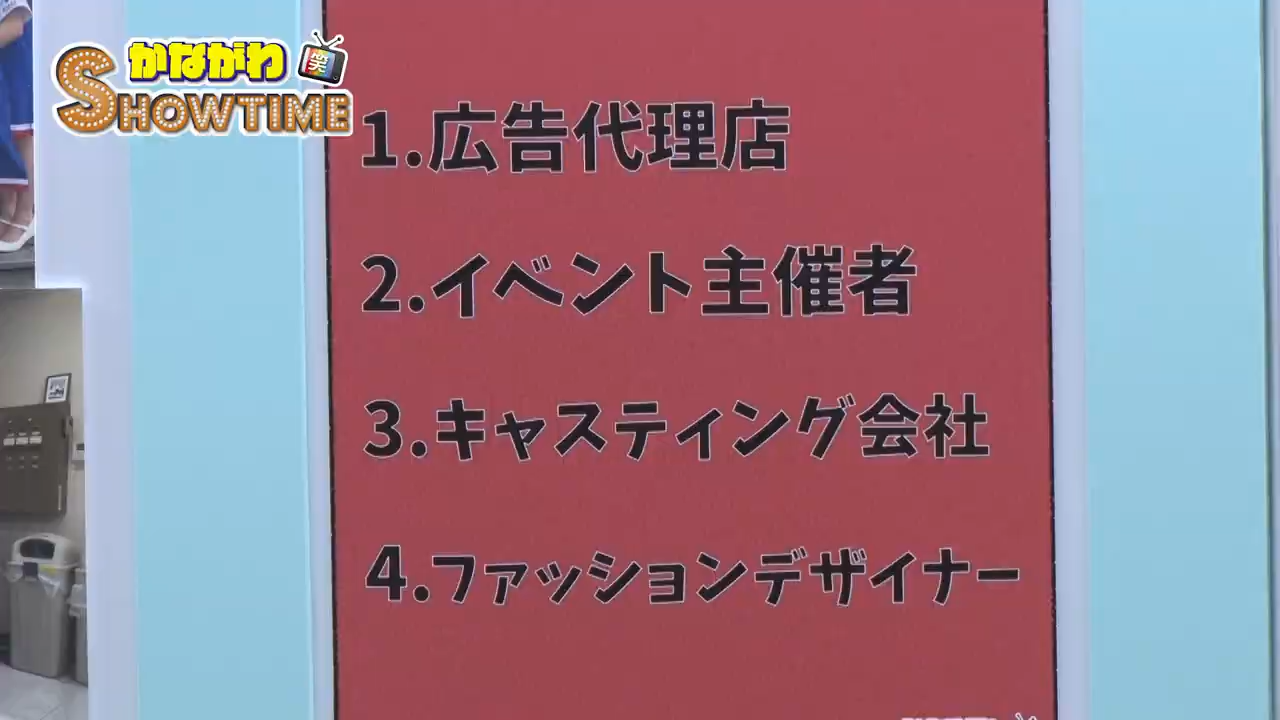 かながわ
笑
SHOWTIME
1.広告代理店
2.イベント主催者
3.キャスティング会社
4.ファッションデザイナー